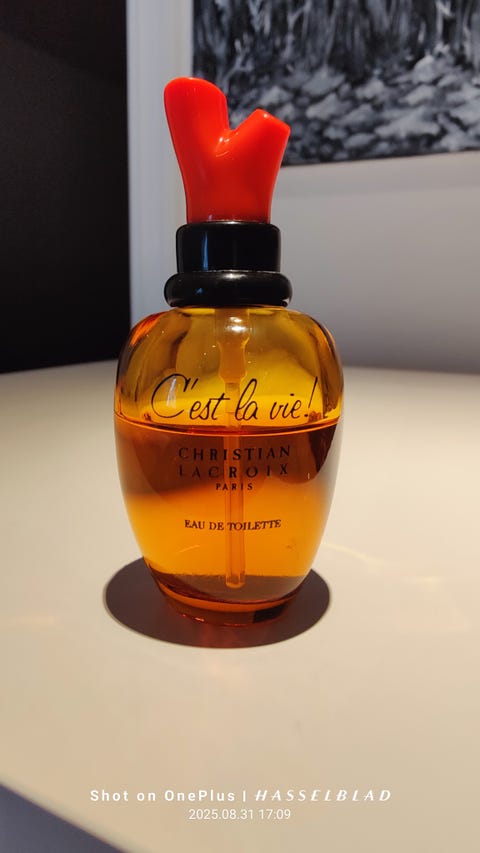 C'est la vie!
CHRISTIAN
LACROIX
PARIS
EAU DE TOILETTE
Shot on OnePlus | HASSELBLAD
2025.08.31 17:09